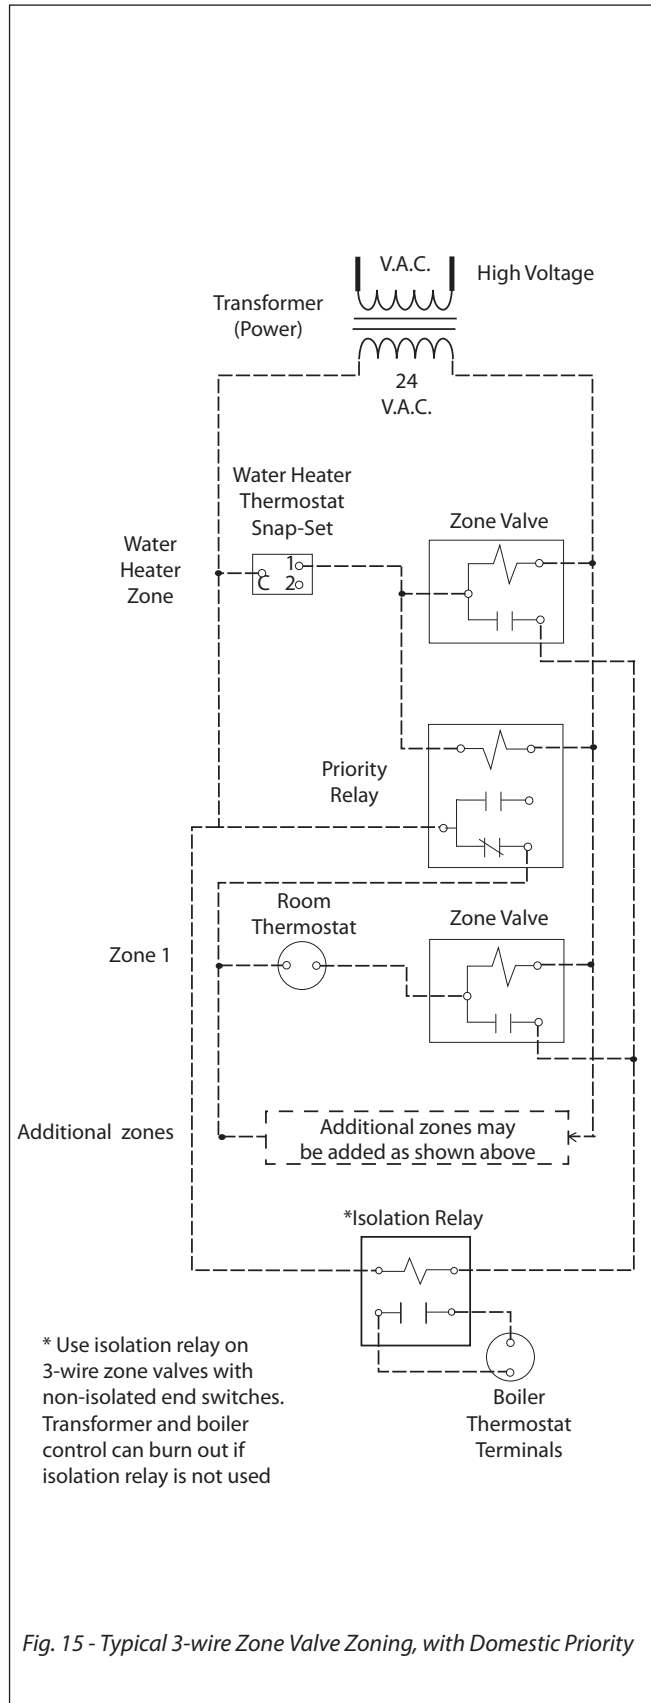 V.A.C.
High Voltage
Transformer
(Power)
24
V.A.C.
Water Heater
Thermostat
Snap-Set
Zone Valve
Water
Heater
Zone
1
C 2
Priority
Relay
Room
Thermostat
Zone Valve
Zone 1
Additional zones
Additional zones may
be added as shown above
*Isolation Relay
* Use isolation relay on
3-wire zone valves with
non-isolated end switches.
Transformer and boiler
control can burn out if
isolation relay is not used
Boiler
Thermostat
Terminals
Fig. 15 - Typical 3-wire Zone Valve Zoning, with Domestic Priority